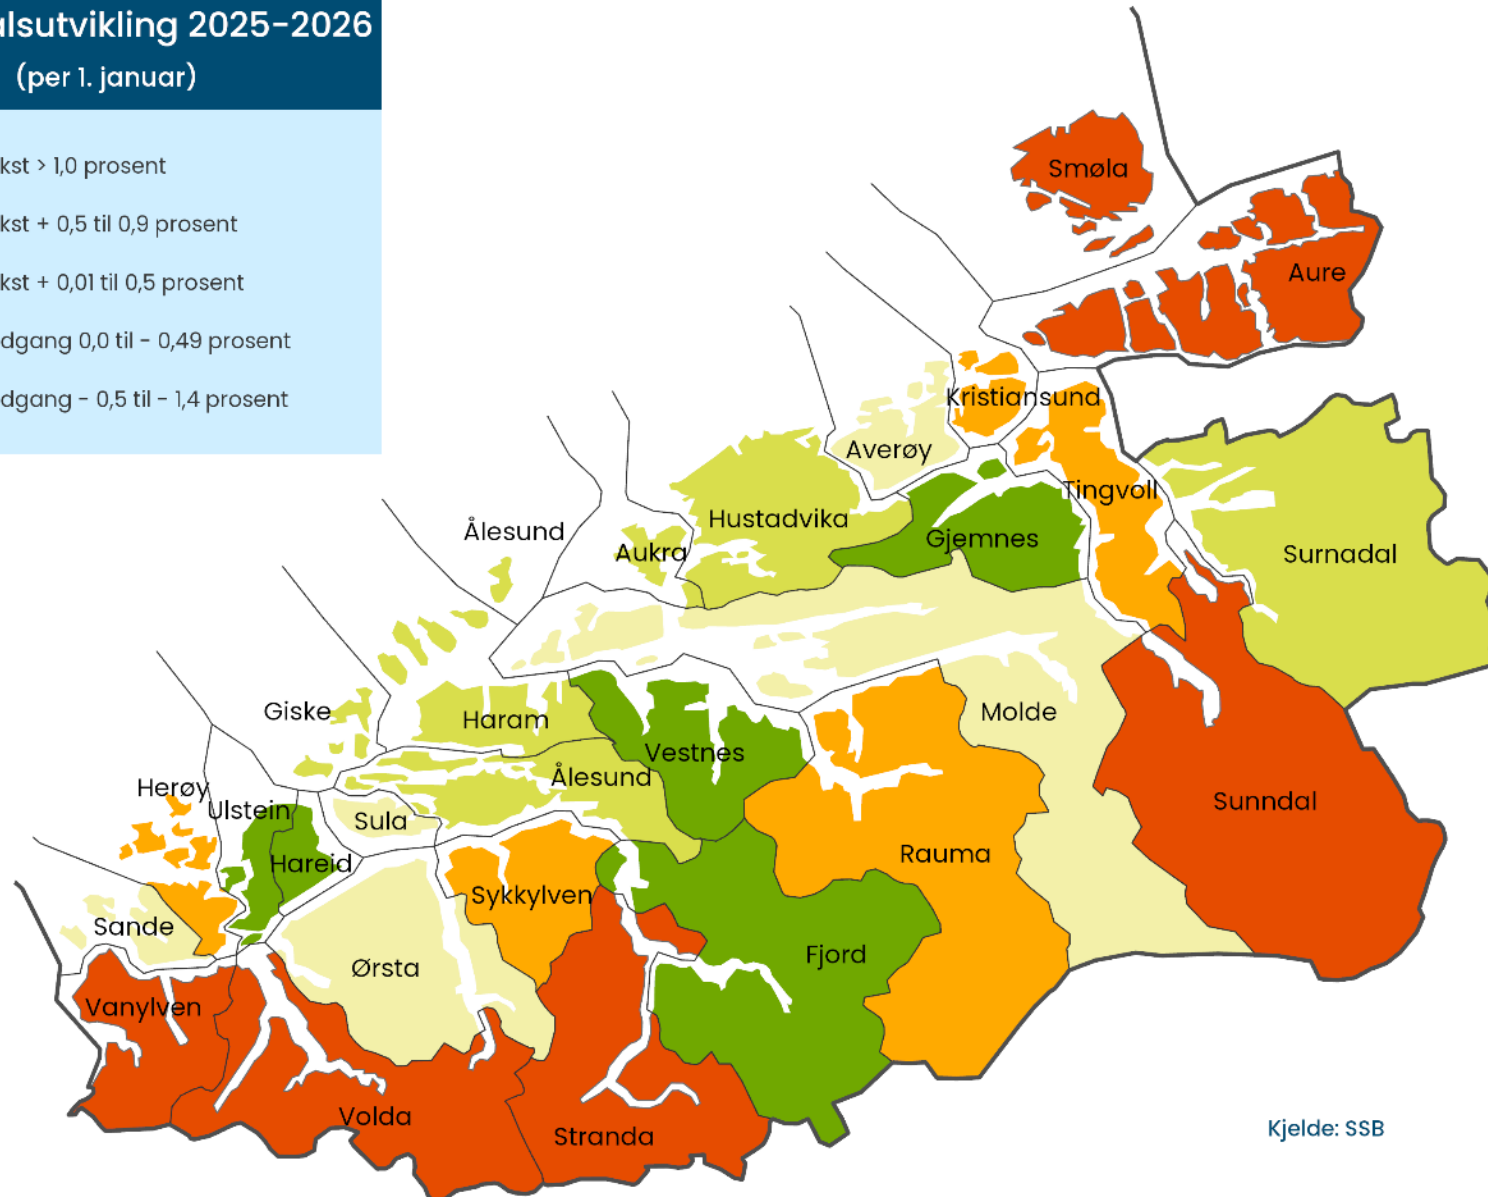 alsutvikling 2025-2026
(per 1. januar)
kst > 1,0 prosent
kst + 0,5 til 0,9 prosent
kst + 0,01 til 0,5 prosent
dgang 0,0 til - 0,49 prosent
dgang - 0,5 til - 1,4 prosent
Smøla
Aure
Kristiansund
Averøy
Tingvoll
Hustadvika
Ålesund
Gjemnes
Aukra
Surnadal
Giske
Haram
Molde
Vestnes
Ålesund
Herøy
Ulstein
Sunndal
Sula
Hareid
Rauma
Sykkylven
Sande
Fjord
Ørsta
Vanylven
Volda
Stranda
Kjelde: SSB